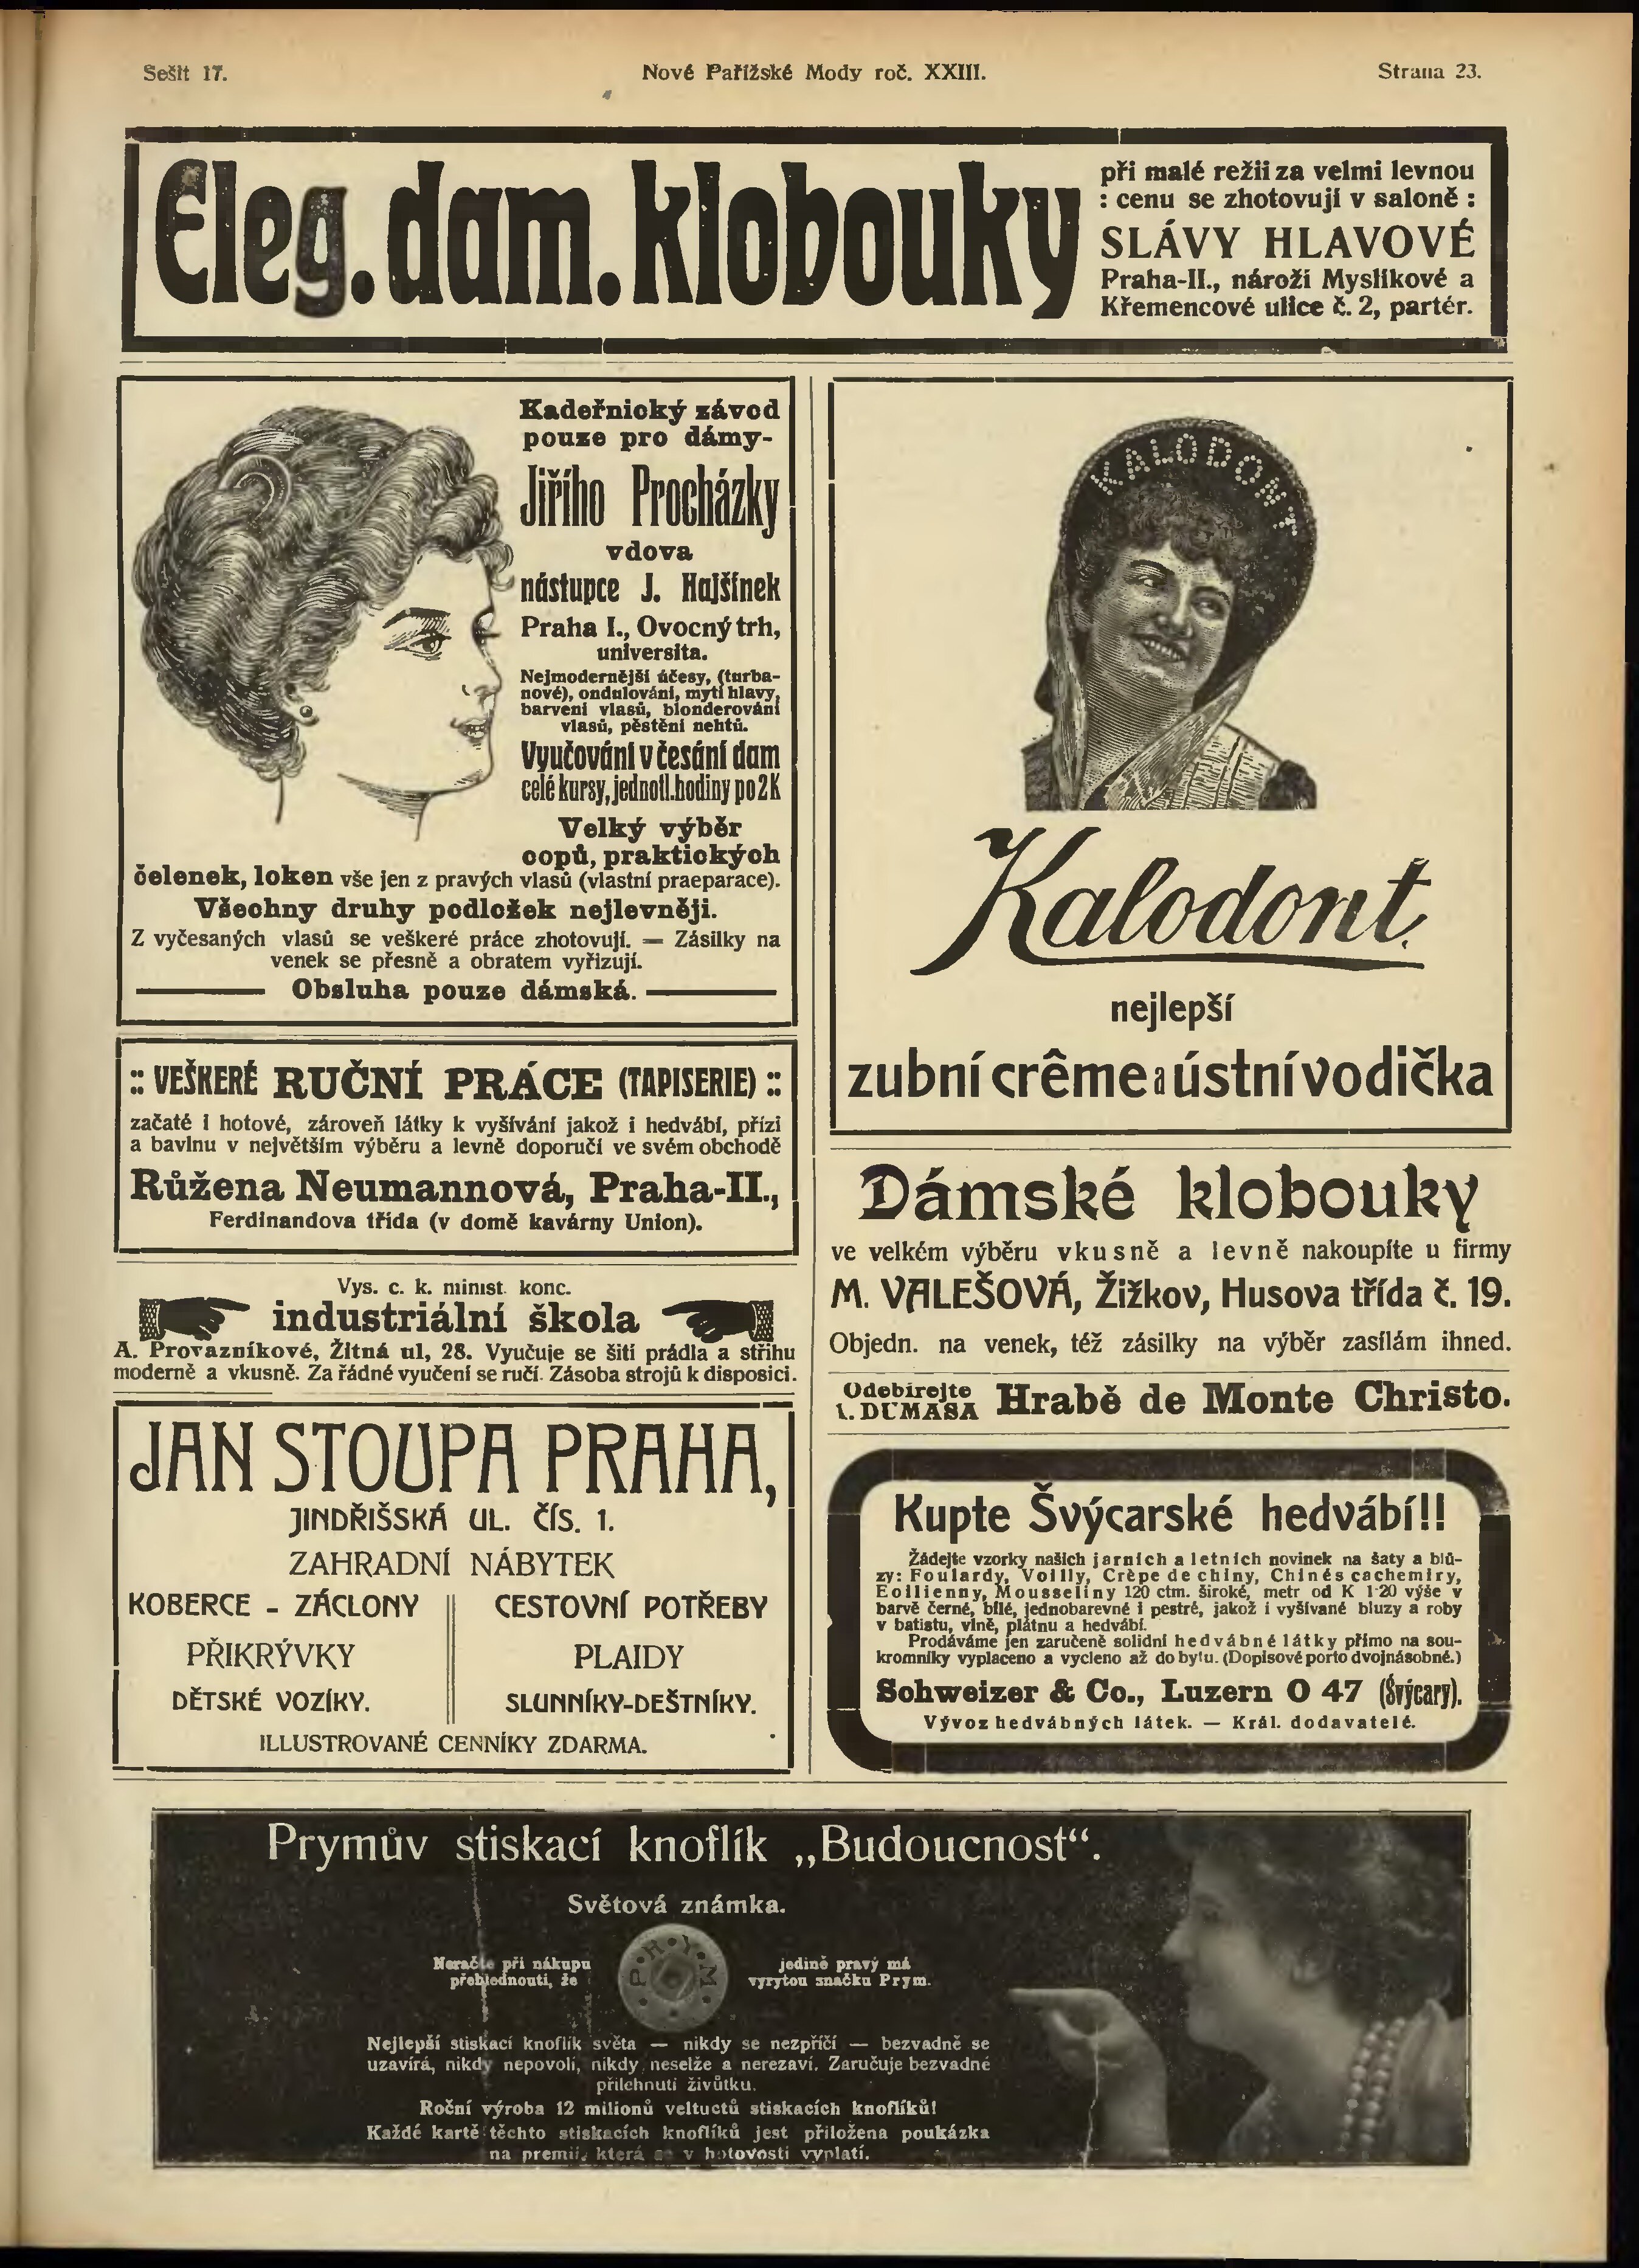 Sešit 17.
Nové Pařížské Mody roč. XXIII.
Strana 23.
Eleg. dam. klobouky
při malé režii za velmi levnou
: cenu se zhotovují v saloně :
SLÁVY HLAVOVÉ
Praha-II., nároží Myslíkové a
Křemencové ulice č. 2, partér.
Kadeřnický závod
pouze pro dámy-
Jiřího Procházky
vdova
nástupce J. Hajšínek
Praha I., Ovocný trh,
universita.
Nejmodernější účesy, (turba-
nové), ondulování, mytí hlavy,
barvení vlasů, blonderování
vlasů, pěstění nehtů.
Vyučování v česání dam
celé kursy, jednotl. hodiny po 2 K
Velký výběr
copů, praktických
čelenek, loken vše jen z pravých vlasů (vlastní praeparace).
Všechny druhy podložek nejlevněji.
Z vyčesaných vlasů se veškeré práce zhotovují. — Zásilky na
venek se přesně a obratem vyřizují.
Obsluha pouze dámská.
:: VEŠKERÉ RUČNÍ PRÁCE (TAPISERIE) ::
začaté i hotové, zároveň látky k vyšívání jakož i hedvábí, přízi
a bavlnu v největším výběru a levně doporučí ve svém obchodě
Růžena Neumannová, Praha-II.,
Ferdinandova třída (v domě kavárny Union).
Vys. c. k. minist. konc.
industriální škola
A. Provazníkové, Žitná ul, 28. Vyučuje se šití prádla a střihu
moderně a vkusně. Za řádné vyučení se ručí. Zásoba strojů k disposici.
JAN STOUPA PRAHA,
JINDŘIŠSKÁ UL. ČÍS. 1.
ZAHRADNÍ NÁBYTEK
KOBERCE - ZÁCLONY
PŘIKRÝVKY
DĚTSKÉ VOZÍKY.
CESTOVNÍ POTŘEBY
PLAIDY
SLUNNÍKY-DEŠTNÍKY.
ILLUSTROVANÉ CENNÍKY ZDARMA.
KALODONT
Kalodont
nejlepší
zubní crême a ústní vodička
Dámské klobouky
ve velkém výběru vkusně a levně nakoupíte u firmy
M. VALEŠOVÁ, Žižkov, Husova třída č. 19.
Objedn. na venek, též zásilky na výběr zasílám ihned.
Odebírejte
A. DUMASA
Hrabě de Monte Christo.
Kupte Švýcarské hedvábí!!
Žádejte vzorky našich jarních a letních novinek na šaty a blů-
zy: Foulardy, Voilly, Crèpe de chiny, Chinés cachemiry,
Eoilienny, Mousseliny 120 ctm. široké, metr od K 1·20 výše v
barvě černé, bílé, jednobarevné i pestré, jakož i vyšívané bluzy a roby
v batistu, vlně, plátnu a hedvábí.
Prodáváme jen zaručeně solidní hedvábné látky přímo na sou-
kromníky vyplaceno a vycleno až do bytu. (Dopisové porto dvojnásobné.)
Schweizer & Co., Luzern O 47 (Švýcary).
Vývoz hedvábných látek. — Král. dodavatelé.
Prymův stiskací knoflík „Budoucnost“.
Světová známka.
Neračte při nákupu
přehlednouti, že
PRYM
jedině pravý má
vyrytou značku Prym.
Nejlepší stiskací knoflík světa — nikdy se nezpříčí — bezvadně se
uzavírá, nikdy nepovolí, nikdy neselže a nerezaví. Zaručuje bezvadné
přilehnutí živůtku.
Roční výroba 12 milionů veltuctů stiskacích knoflíků!
Každé kartě těchto stiskacích knoflíků jest přiložena poukázka
na premii, která se v hotovosti vyplatí.